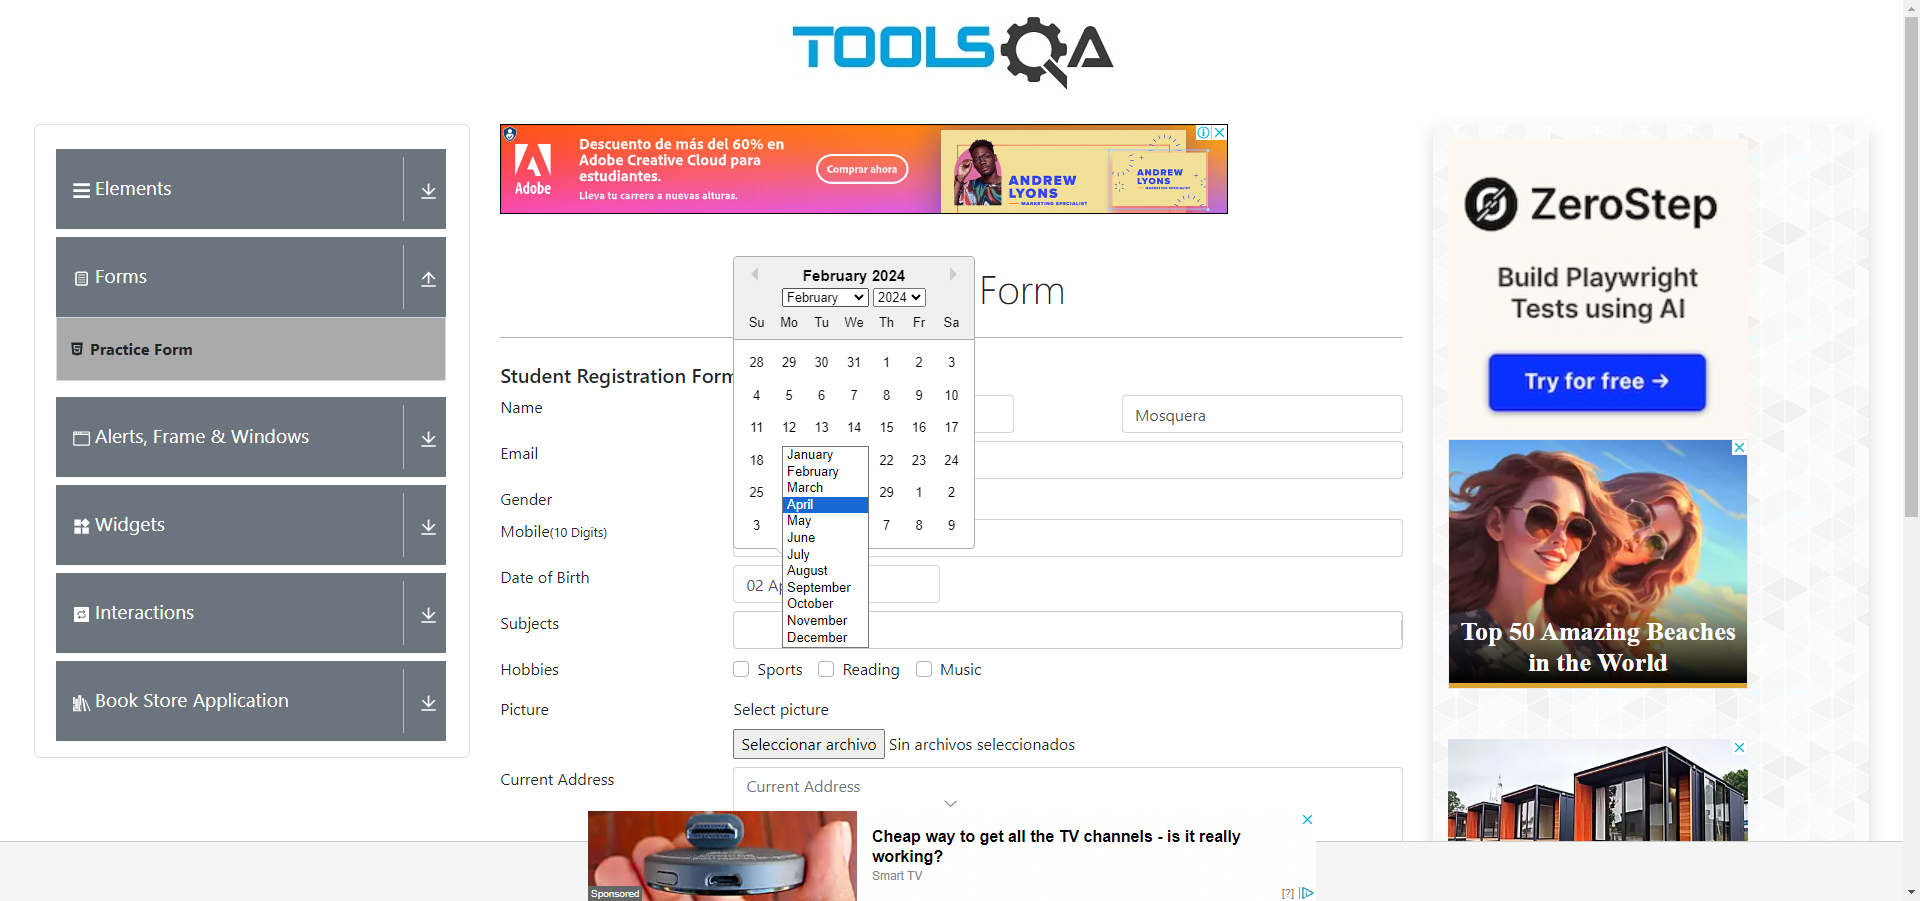 TOOLSQA
Elements
Forms
Practice Form
Alerts, Frame & Windows
Widgets
Interactions
Book Store Application
Adobe
Descuento de más del 60% en
Adobe Creative Cloud para
estudiantes.
Lleva tu carrera a nuevas alturas.
Comprar ahora
ANDREW
LYONS
MARKETING SPECIALIST
ANDREW
LYONS
MARKETING SPECIALIST
Form
February 2024
February 2024
Su Mo Tu We Th Fr Sa
28 29 30 31 1 2 3
4 5 6 7 8 9 10
11 12 13 14 15 16 17
18 22 23 24
25 29 1 2
3 7 8 9
January
February
March
April
May
June
July
August
September
October
November
December
Student Registration Form
Name
Mosquera
Email
Gender
Mobile(10 Digits)
Date of Birth
02 Ap
Subjects
Hobbies
Sports Reading Music
Picture
Select picture
Seleccionar archivo Sin archivos seleccionados
Current Address
Current Address
ZeroStep
Build Playwright
Tests using AI
Try for free →
Top 50 Amazing Beaches
in the World
Cheap way to get all the TV channels - is it really
working?
Smart TV
Sponsored
[?]